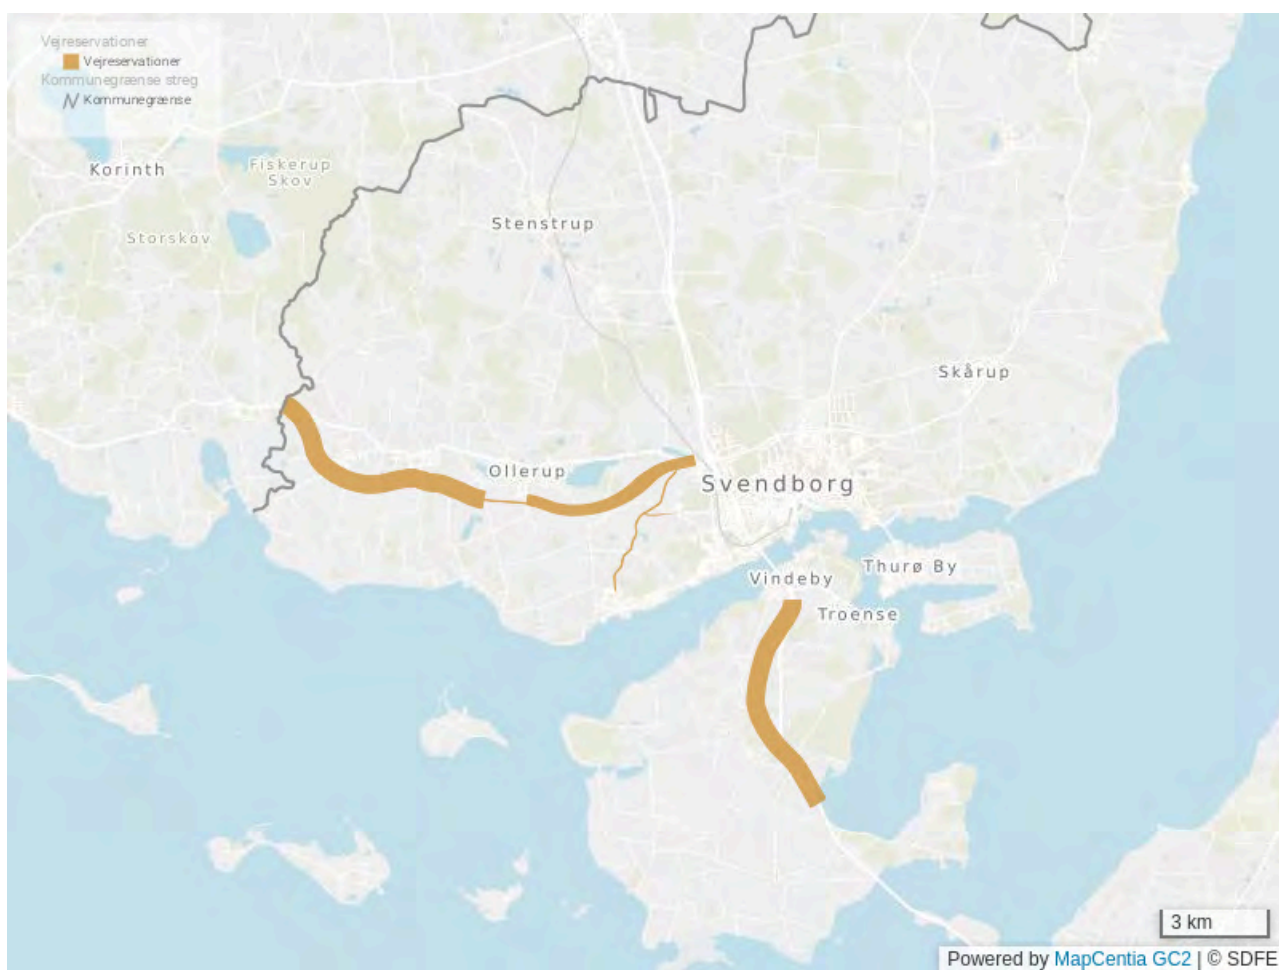 Vejreservationer
Vejreservationer
Kommunegrænse streg
Kommunegrænse
Korinth
Fiskerup
Skov
Storskov
Stenstrup
Skårup
Ollerup
Svendborg
Vindeby
Thurø By
Troense
3 km
Powered by MapCentia GC2 | © SDFE